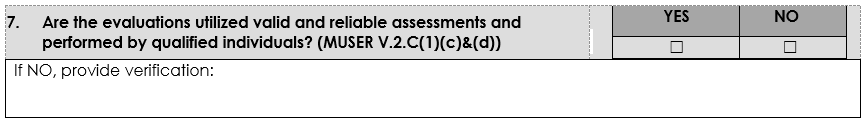 7. Are the evaluations utilized valid and reliable assessments and
performed by qualified individuals? (MUSER V.2.C(1)(c)&(d))
YES NO
☐ ☐
If NO, provide verification: